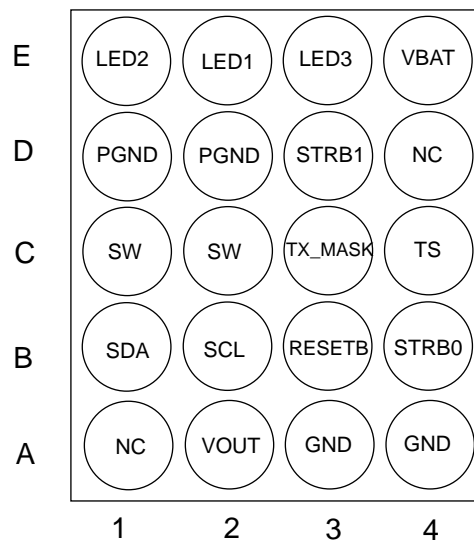 E LED2 LED1 LED3 VBAT
D PGND PGND STRB1 NC
C SW SW TX_MASK TS
B SDA SCL RESETB STRB0
A NC VOUT GND GND
1 2 3 4